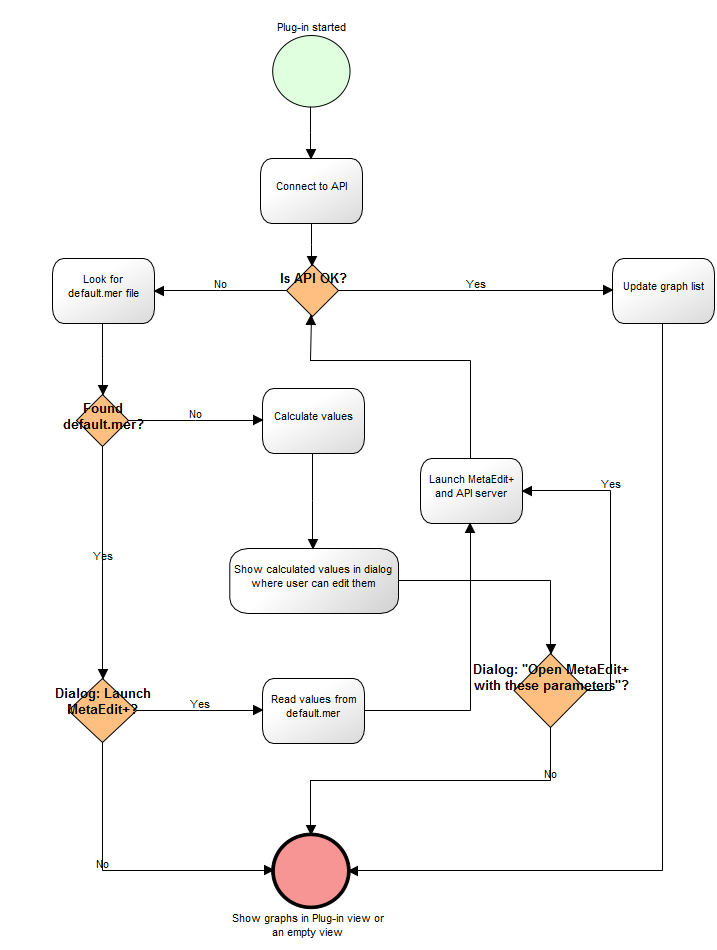 Plug-in started
Connect to API
Is API OK?
Look for
default.mer file
No
Yes
Update graph list
Found
default.mer?
No
Calculate values
Launch MetaEdit+
and API server
Yes
Yes
Show calculated values in dialog
where user can edit them
Dialog: "Open MetaEdit+
with these parameters"?
Dialog: Launch
MetaEdit+?
Yes
Read values from
default.mer
No
No
Show graphs in Plug-in view or
an empty view